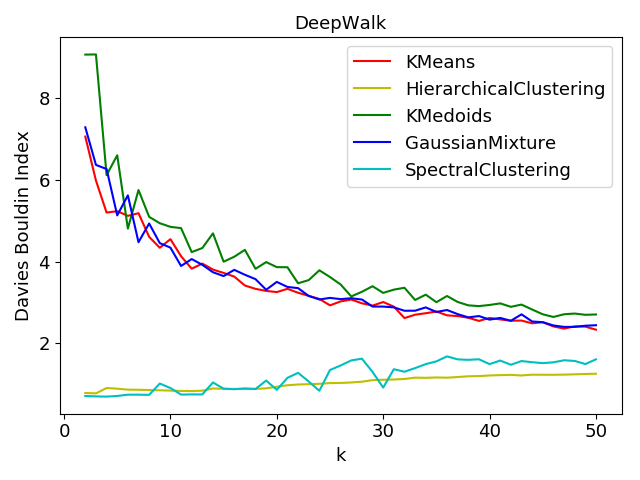 DeepWalk
KMeans
HierarchicalClustering
KMedoids
GaussianMixture
SpectralClustering
Davies Bouldin Index
8
6
4
2
0
10
20
30
40
50
k